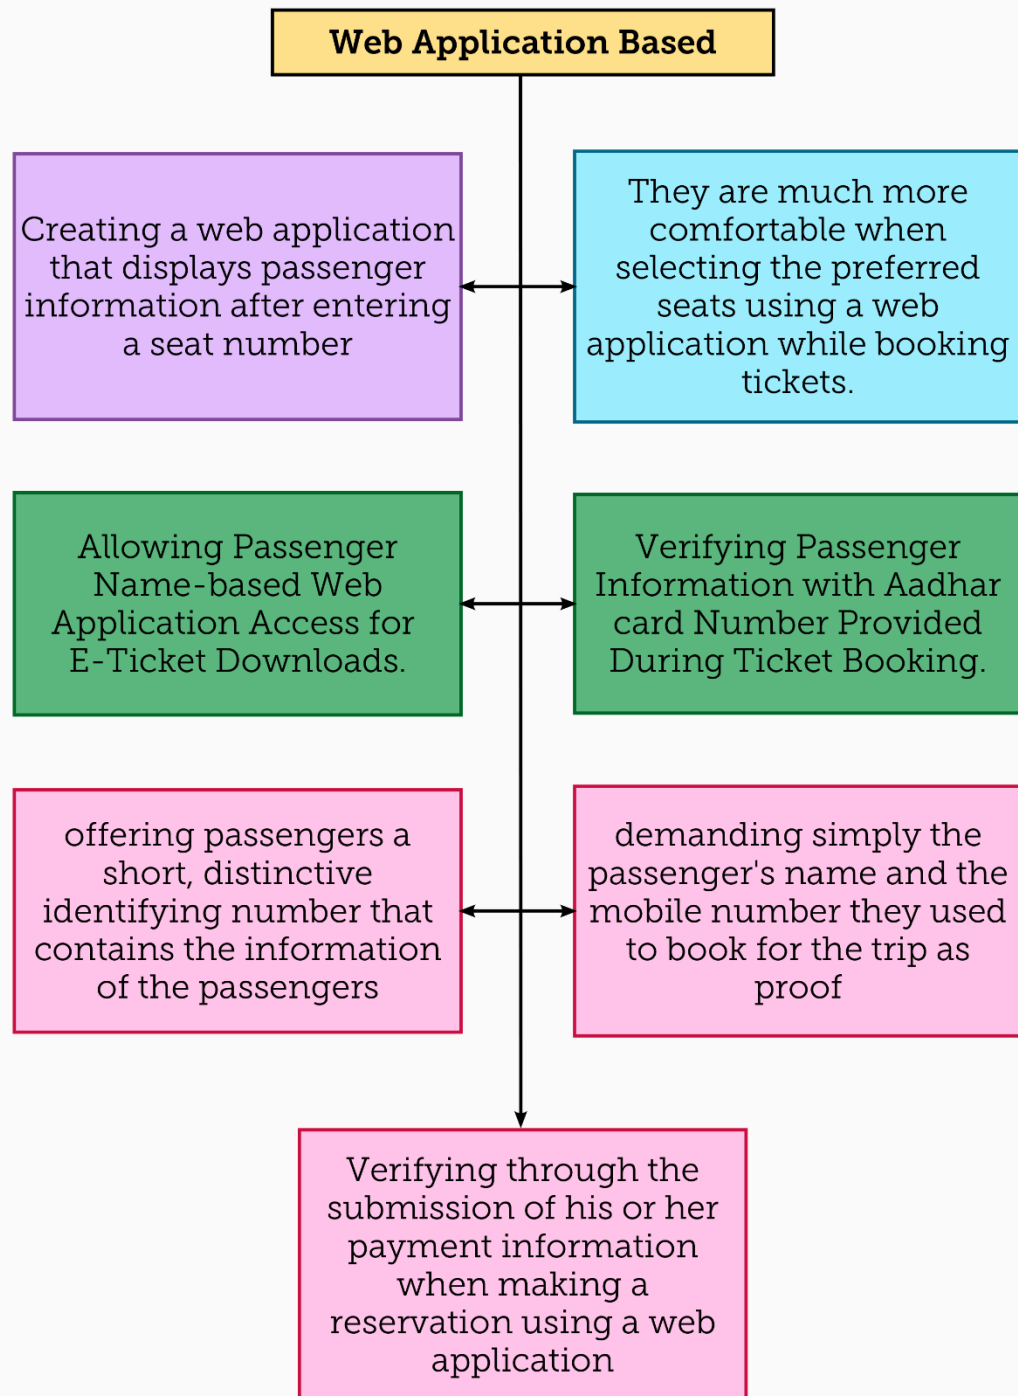 Web Application Based
Creating a web application
that displays passenger
information after entering
a seat number
They are much more
comfortable when
selecting the preferred
seats using a web
application while booking
tickets.
Allowing Passenger
Name-based Web
Application Access for
E-Ticket Downloads.
Verifying Passenger
Information with Aadhar
card Number Provided
During Ticket Booking.
offering passengers a
short, distinctive
identifying number that
contains the information
of the passengers
demanding simply the
passenger's name and the
mobile number they used
to book for the trip as
proof
Verifying through the
submission of his or her
payment information
when making a
reservation using a web
application